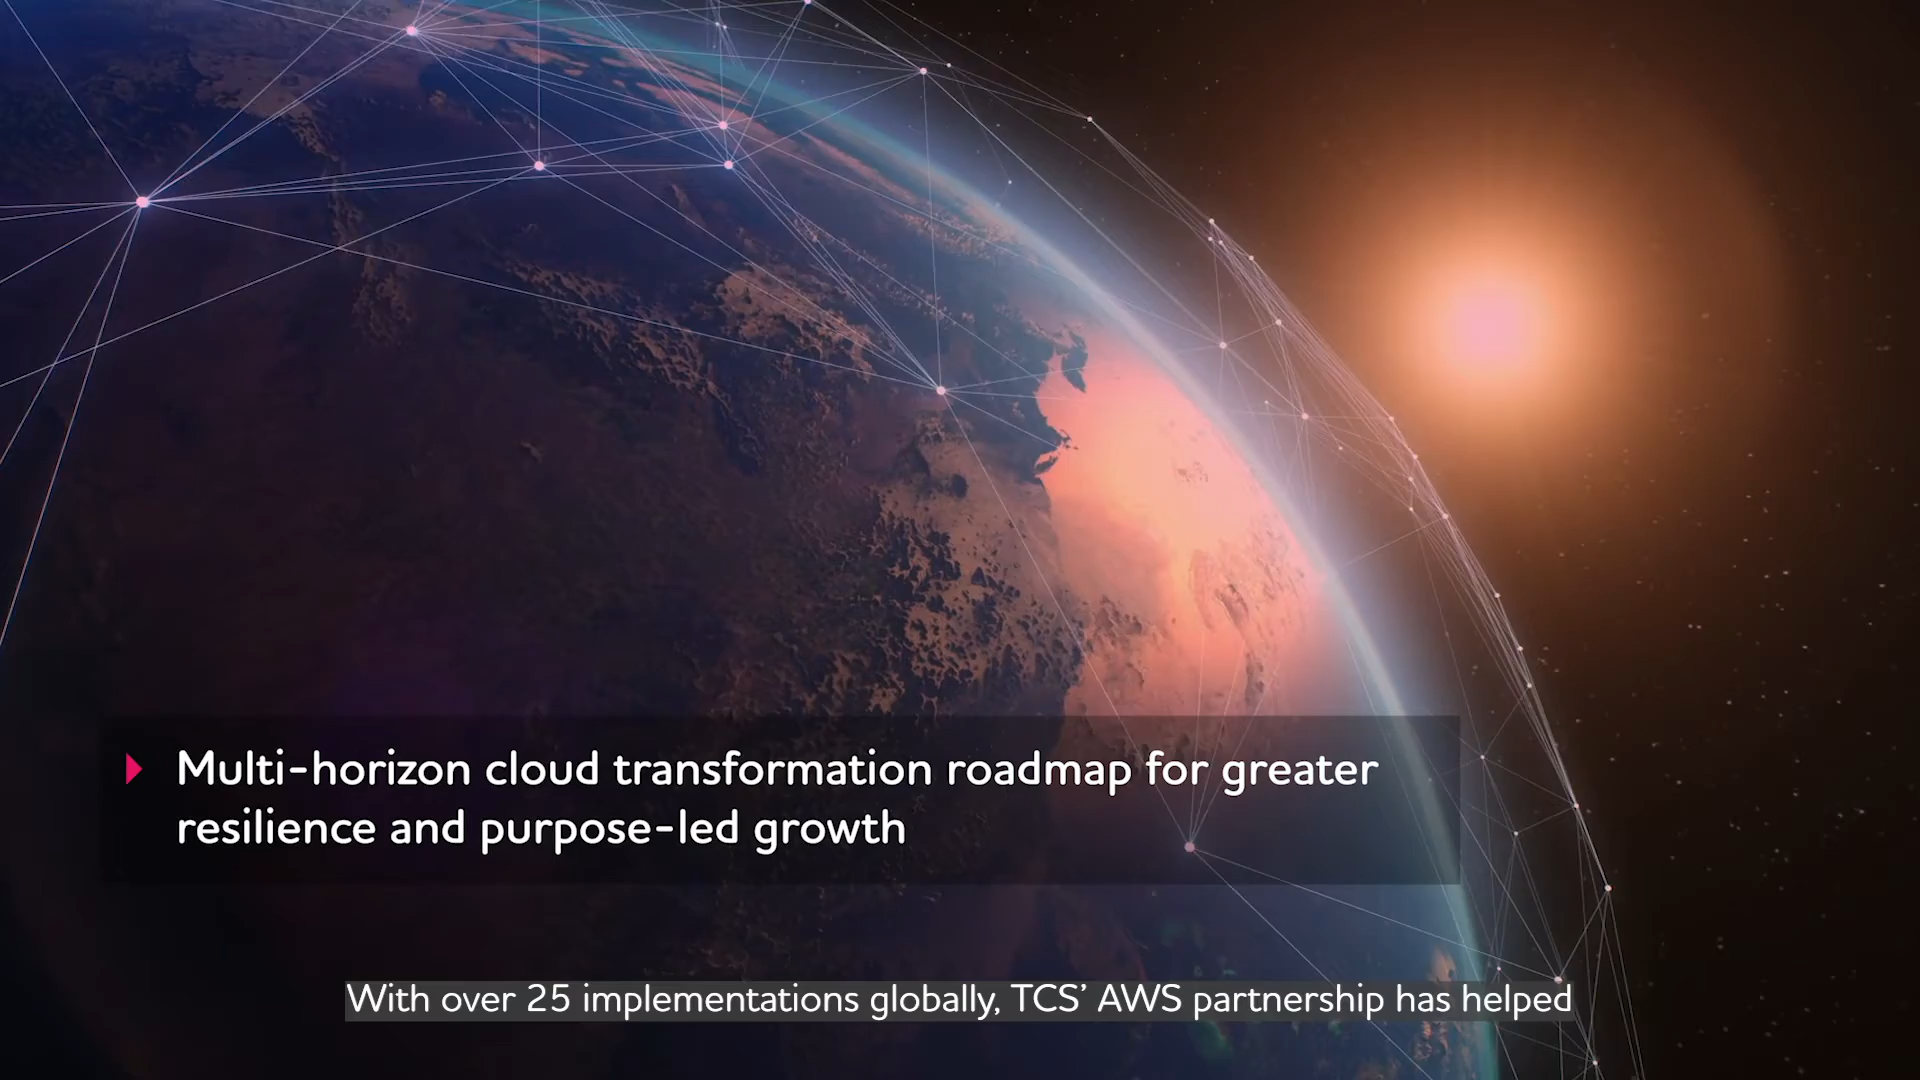 Multi-horizon cloud transformation roadmap for greater
resilience and purpose-led growth
With over 25 implementations globally, TCS’ AWS partnership has helped